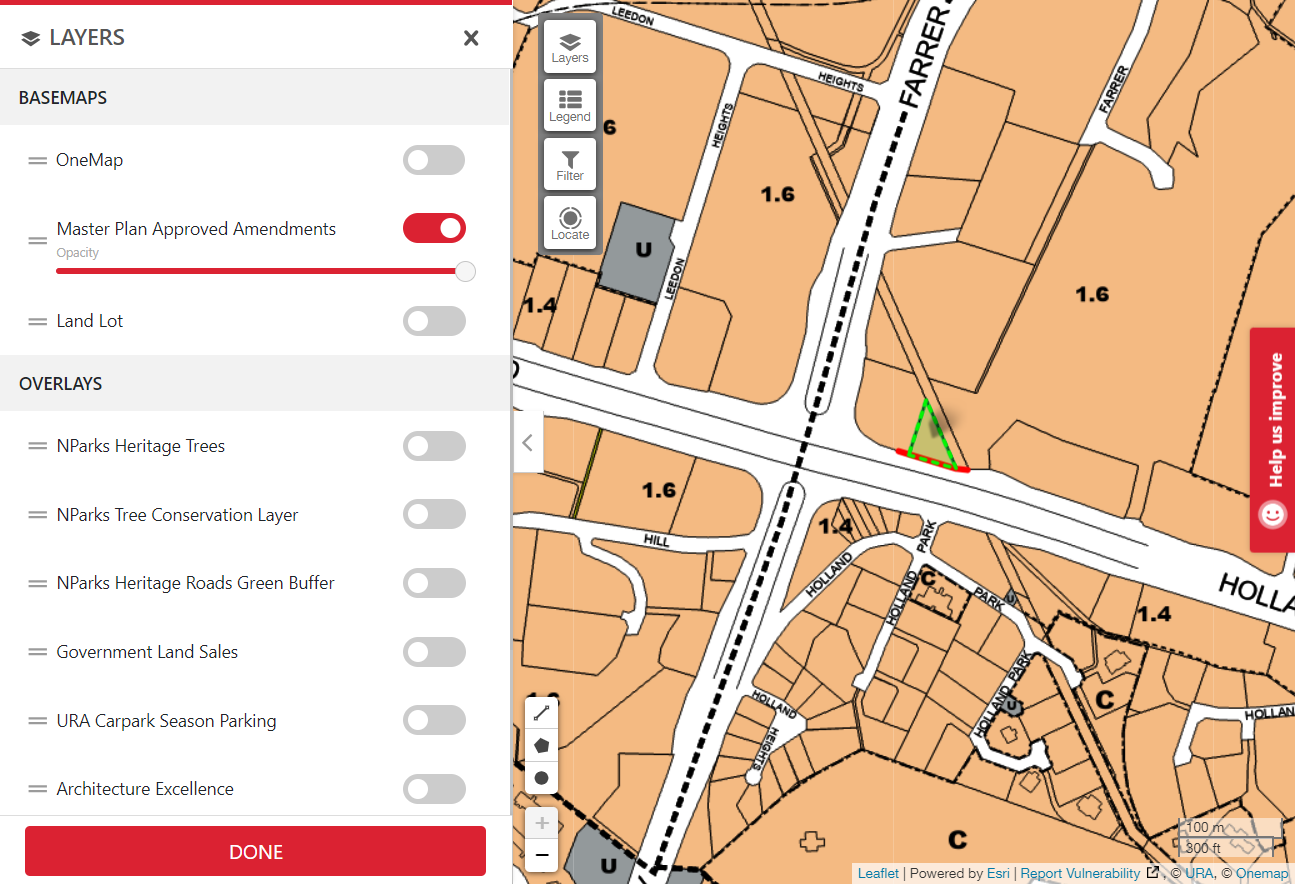 LAYERS
BASEMAPS
OneMap
Master Plan Approved Amendments
Opacity
Land Lot
OVERLAYS
NParks Heritage Trees
NParks Tree Conservation Layer
NParks Heritage Roads Green Buffer
Government Land Sales
URA Carpark Season Parking
Architecture Excellence
DONE
Layers
Legend
Filter
Locate
LEEDON
HEIGHTS
FARRER
FARRER
HEIGHTS
6
1.6
U
LEEDON
1.4
1.6
1.6
HILL
1.4
PARK
HOLLAND
HOLLAND
C
PARK
U
HOLLA
1.4
HOLLAND PARK
U
C
HOLLAN
HOLLAND
HEIGHTS
C
U
+
−
100 m
300 ft
Help us improve
Leaflet | Powered by Esri | Report Vulnerability , © URA, © Onemap